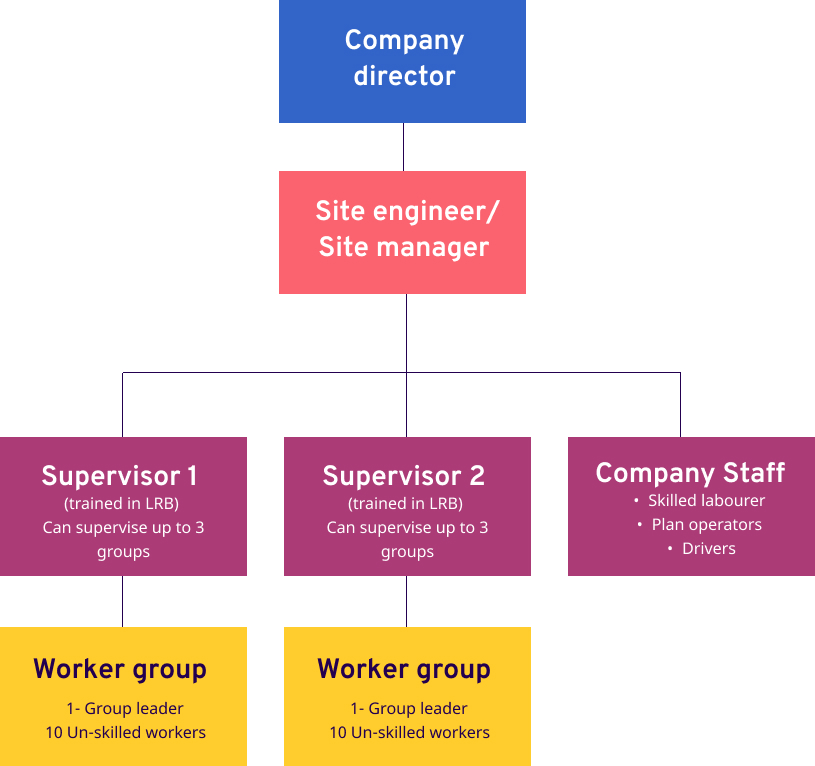 Company
director
Site engineer/
Site manager
Supervisor 1
(trained in LRB)
Can supervise up to 3
groups
Supervisor 2
(trained in LRB)
Can supervise up to 3
groups
Company Staff
• Skilled labourer
• Plan operators
• Drivers
Worker group
1- Group leader
10 Un-skilled workers
Worker group
1- Group leader
10 Un-skilled workers